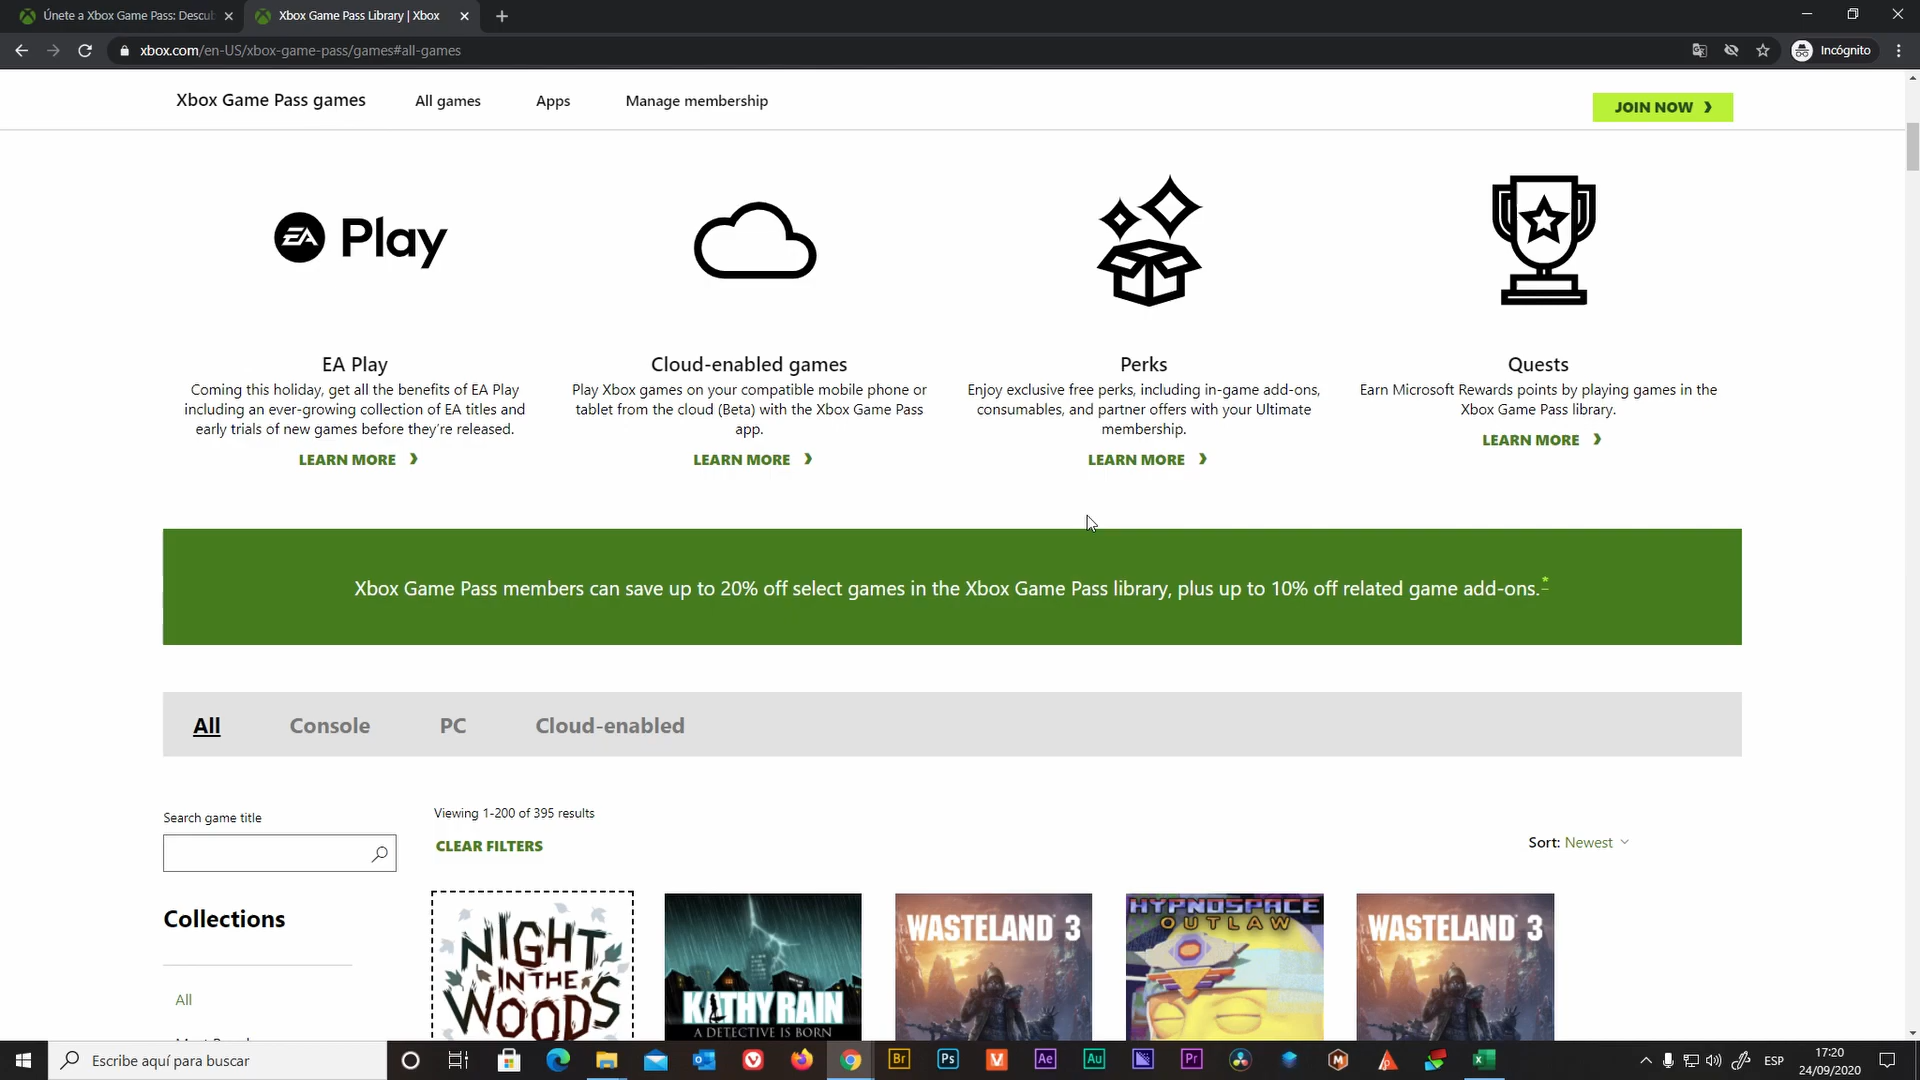 Únete a Xbox Game Pass: Descub
Xbox Game Pass Library | Xbox
xbox.com/en-US/xbox-game-pass/games#all-games
Incógnito
Xbox Game Pass games
All games
Apps
Manage membership
JOIN NOW
EA Play
EA Play
Coming this holiday, get all the benefits of EA Play
including an ever-growing collection of EA titles and
early trials of new games before they’re released.
LEARN MORE
Cloud-enabled games
Play Xbox games on your compatible mobile phone or
tablet from the cloud (Beta) with the Xbox Game Pass
app.
LEARN MORE
Perks
Enjoy exclusive free perks, including in-game add-ons,
consumables, and partner offers with your Ultimate
membership.
LEARN MORE
Quests
Earn Microsoft Rewards points by playing games in the
Xbox Game Pass library.
LEARN MORE
Xbox Game Pass members can save up to 20% off select games in the Xbox Game Pass library, plus up to 10% off related game add-ons.*
All
Console
PC
Cloud-enabled
Search game title
Viewing 1-200 of 395 results
CLEAR FILTERS
Sort: Newest
Collections
All
NIGHT
IN THE
WOODS
KATHY RAIN
A DETECTIVE IS BORN
WASTELAND 3
HYPNOSPACE
OUTLAW
WASTELAND 3
Escribe aquí para buscar
Br
Ps
Ae
Au
Pr
ESP
17:20
24/09/2020